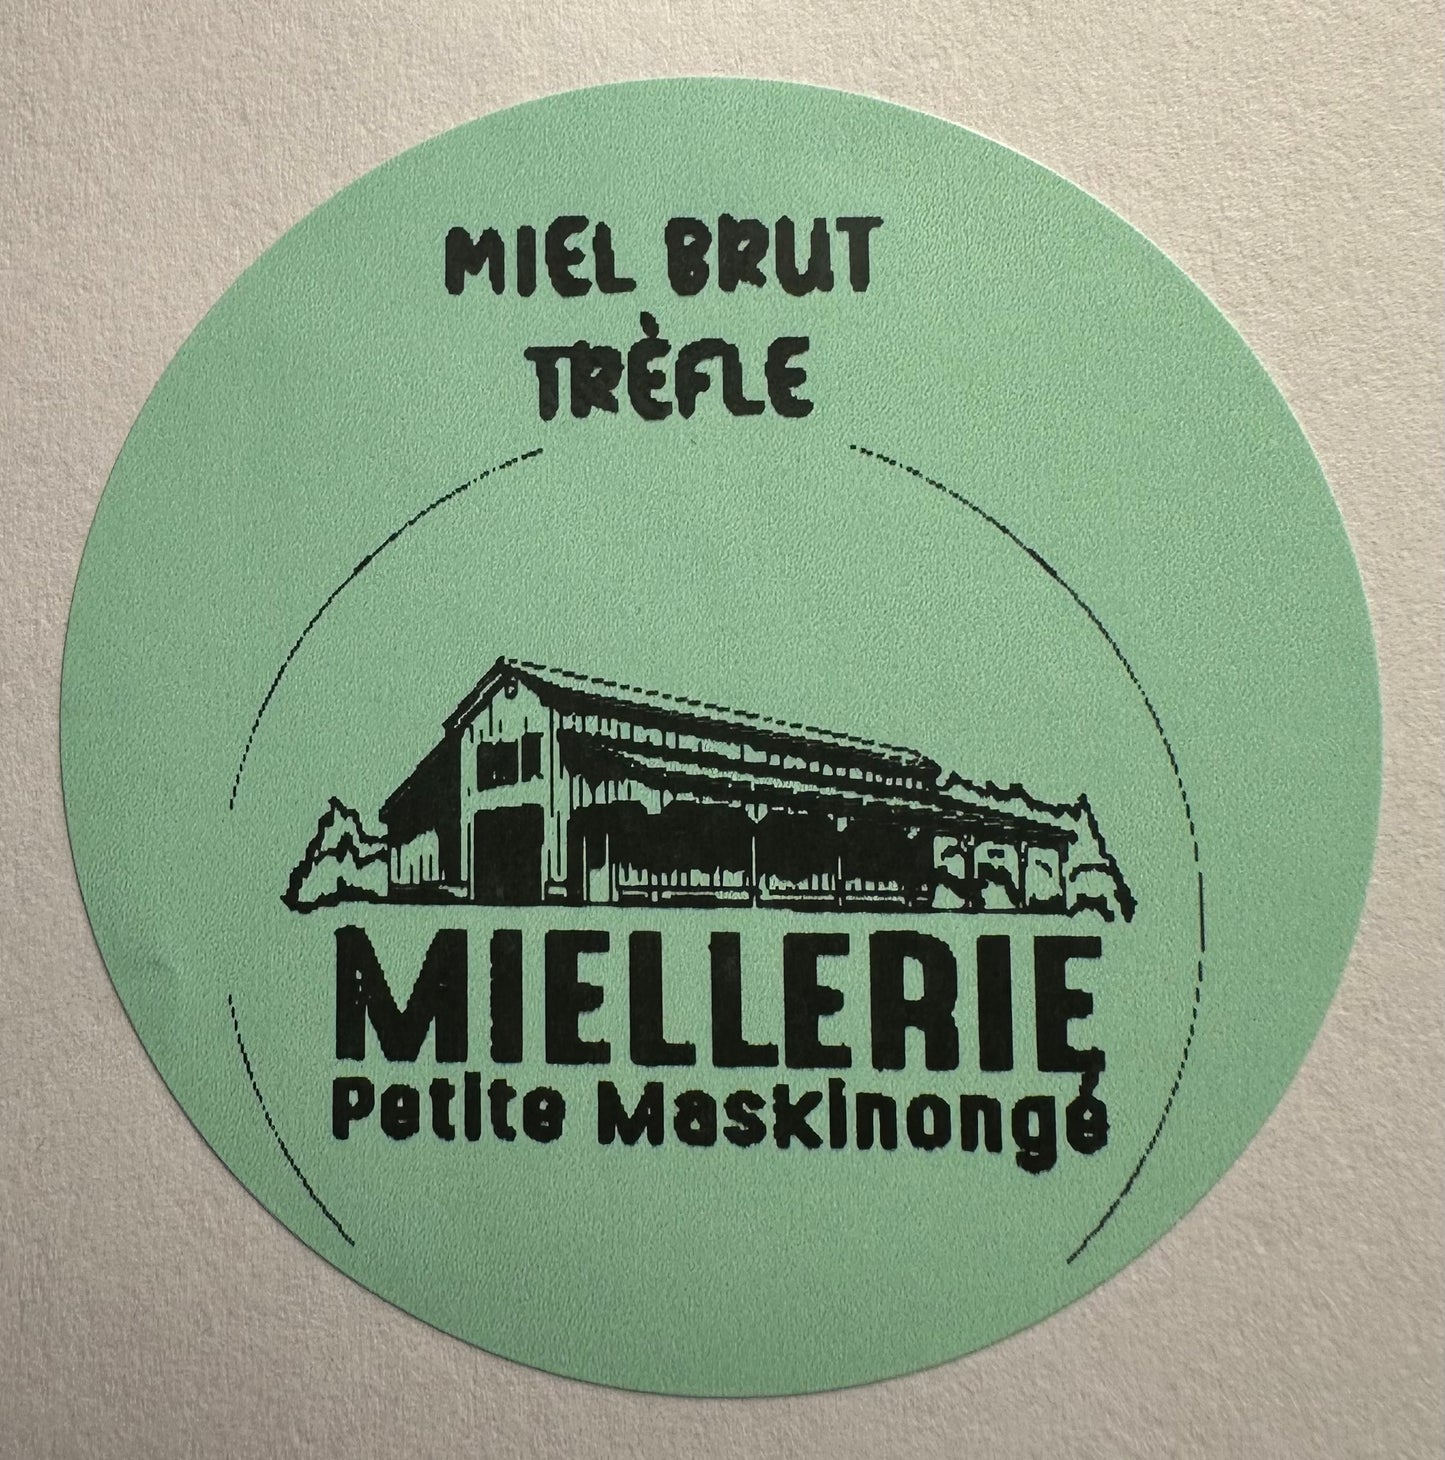 MIEL BRUT
TRÈFLE
MIELLERIE
Petite Maskinongé